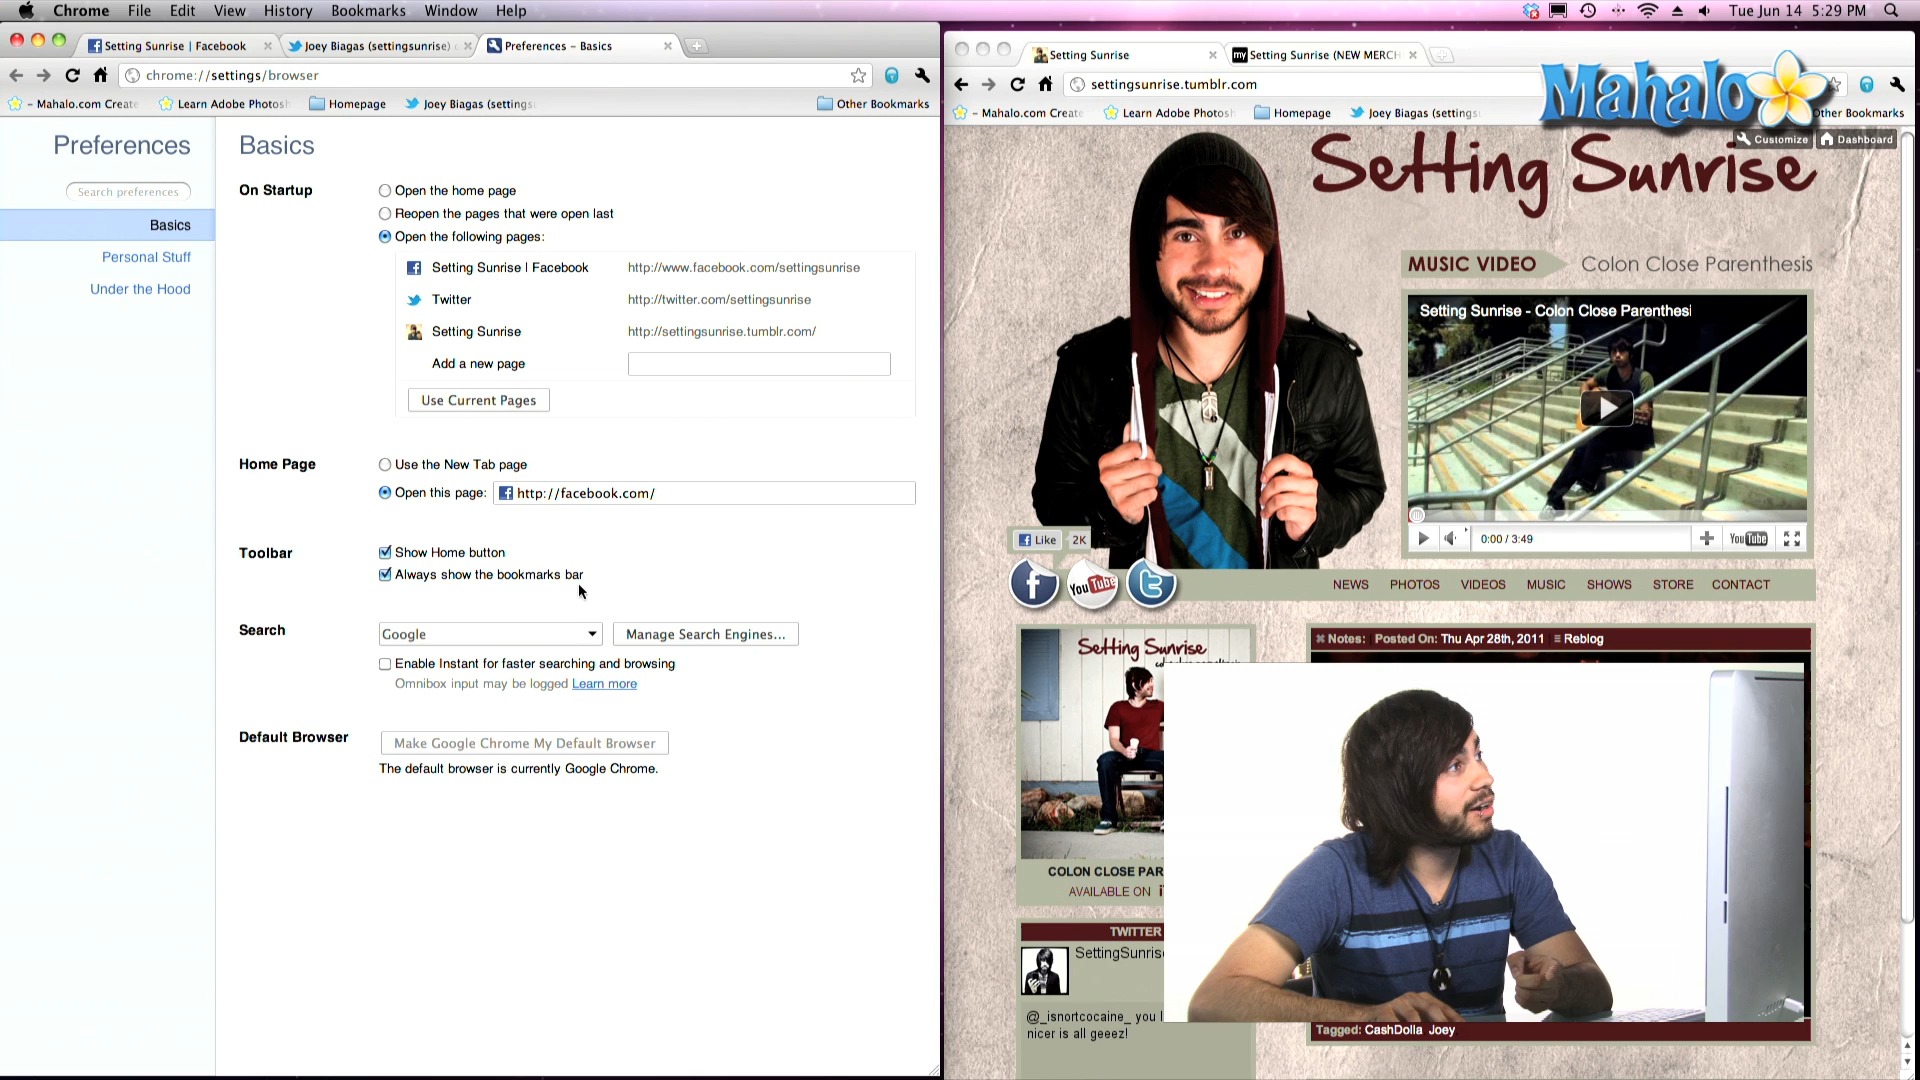 Chrome File Edit View History Bookmarks Window Help
Tue Jun 14 5:29 PM
Setting Sunrise | Facebook
Joey Biagas (settingsunrise)
Preferences – Basics
chrome://settings/browser
– Mahalo.com Create
Learn Adobe Photos
Homepage
Joey Biagas (settings
Other Bookmarks
Preferences
Search preferences
Basics
Personal Stuff
Under the Hood
Basics
On Startup
Open the home page
Reopen the pages that were open last
Open the following pages:
Setting Sunrise | Facebook http://www.facebook.com/settingsunrise
Twitter http://twitter.com/settingsunrise
Setting Sunrise http://settingsunrise.tumblr.com/
Add a new page
Use Current Pages
Home Page
Use the New Tab page
Open this page: http://facebook.com/
Toolbar
Show Home button
Always show the bookmarks bar
Search
Google
Manage Search Engines...
Enable Instant for faster searching and browsing
Omnibox input may be logged Learn more
Default Browser
Make Google Chrome My Default Browser
The default browser is currently Google Chrome.
Setting Sunrise
my Setting Sunrise (NEW MERCH
settingsunrise.tumblr.com
Mahalo
– Mahalo.com Create
Learn Adobe Photos
Homepage
Joey Biagas (settings
Other Bookmarks
Customize
Dashboard
Setting Sunrise
MUSIC VIDEO Colon Close Parenthesis
Setting Sunrise - Colon Close Parenthesi
0:00 / 3:49
YouTube
Like 2K
f
YouTube
t
NEWS PHOTOS VIDEOS MUSIC SHOWS STORE CONTACT
Setting Sunrise
COLON CLOSE PAR
AVAILABLE ON
TWITTER
SettingSunris
@_isnortcocaine_ you
nicer is all geeez!
Notes: Posted On: Thu Apr 28th, 2011 Reblog
Tagged: CashDolla Joey